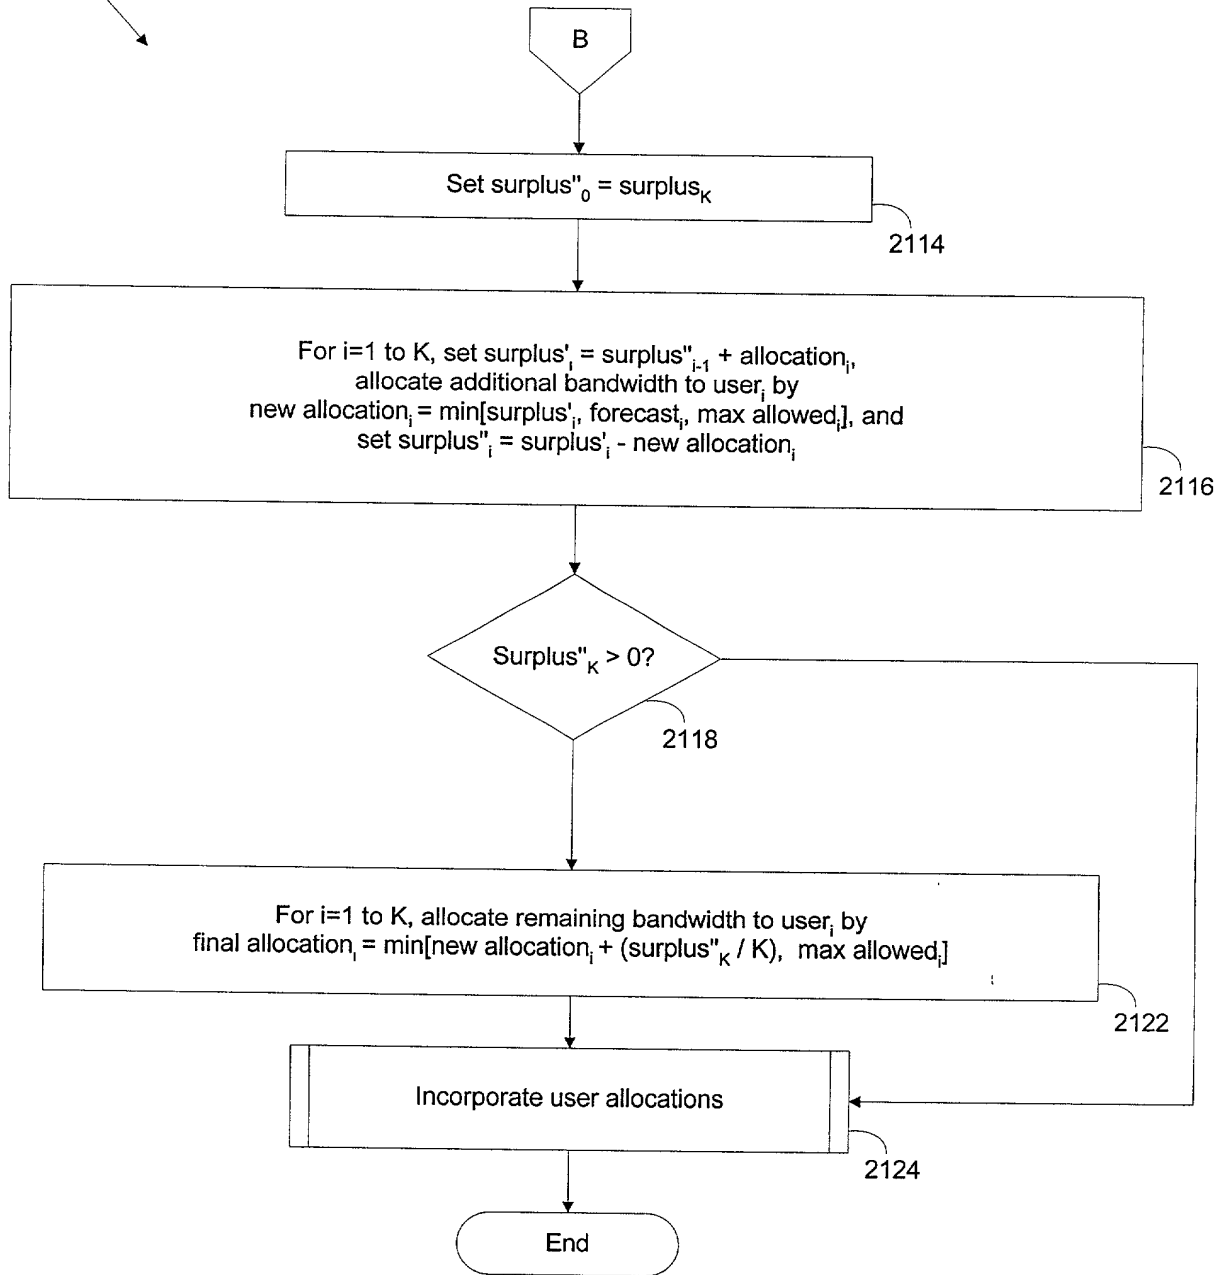 B
Set surplus"₀ = surplusK
2114
For i=1 to K, set surplus'ᵢ = surplus"ᵢ₋₁ + allocationᵢ,
allocate additional bandwidth to userᵢ by
new allocationᵢ = min[surplus'ᵢ, forecastᵢ, max allowedᵢ], and
set surplus"ᵢ = surplus'ᵢ - new allocationᵢ
2116
Surplus"K > 0?
2118
For i=1 to K, allocate remaining bandwidth to userᵢ by
final allocationᵢ = min[new allocationᵢ + (surplus"K / K), max allowedᵢ]
2122
Incorporate user allocations
2124
End